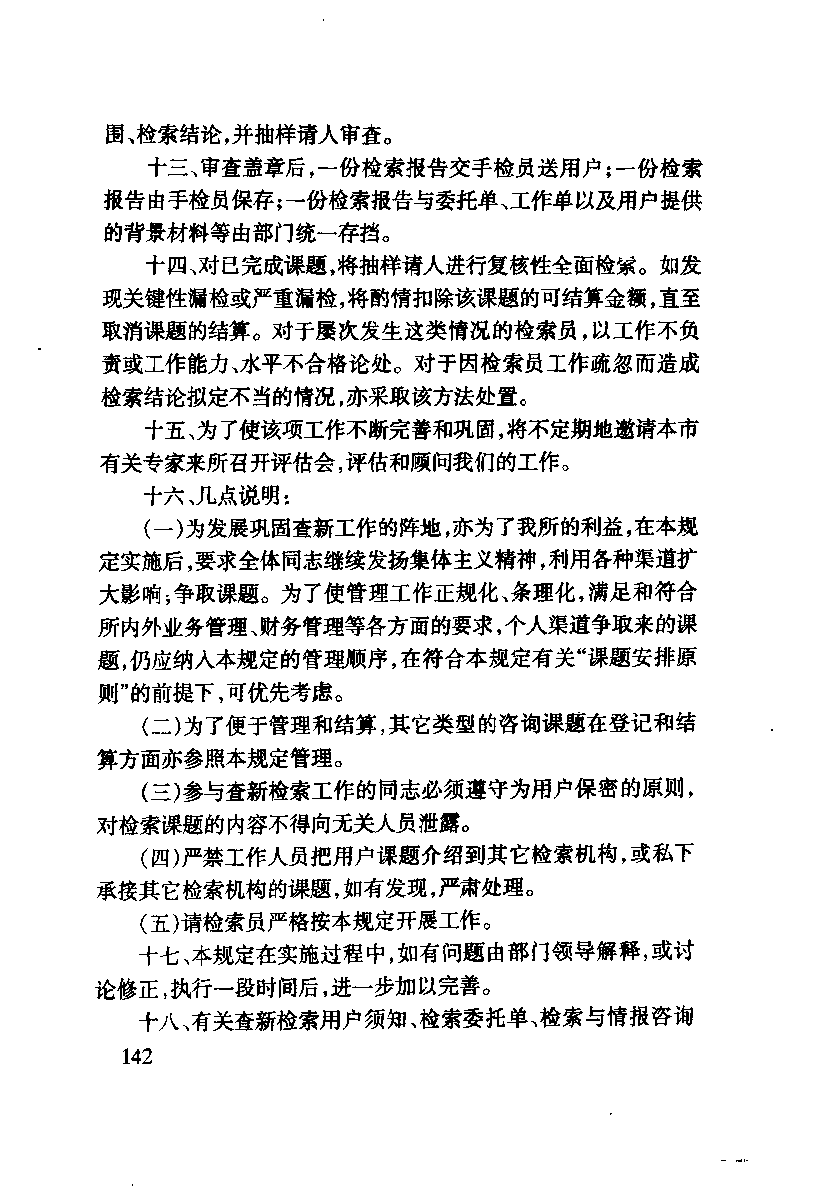 围、检索结论,并抽样请人审查。
十三、审查盖章后,一份检索报告交手检员送用户;一份检索
报告由手检员保存;一份检索报告与委托单、工作单以及用户提供
的背景材料等由部门统一存挡。
十四、对已完成课题,将抽样请人进行复核性全面检索。如发
现关键性漏检或严重漏检,将酌情扣除该课题的可结算金额,直至
取消课题的结算。对于屡次发生这类情况的检索员,以工作不负
责或工作能力、水平不合格论处。对于因检索员工作疏忽而造成
检索结论拟定不当的情况,亦采取该方法处置。
十五、为了使该项工作不断完善和巩固,将不定期地邀请本市
有关专家来所召开评估会,评估和顾问我们的工作。
十六、几点说明:
(一)为发展巩固查新工作的阵地,亦为了我所的利益,在本规
定实施后,要求全体同志继续发扬集体主义精神,利用各种渠道扩
大影响;争取课题。为了使管理工作正规化、条理化,满足和符合
所内外业务管理、财务管理等各方面的要求,个人渠道争取来的课
题,仍应纳入本规定的管理顺序,在符合本规定有关“课题安排原
则”的前提下,可优先考虑。
(二)为了便于管理和结算,其它类型的咨询课题在登记和结
算方面亦参照本规定管理。
(三)参与查新检索工作的同志必须遵守为用户保密的原则,
对检索课题的内容不得向无关人员泄露。
(四)严禁工作人员把用户课题介绍到其它检索机构,或私下
承接其它检索机构的课题,如有发现,严肃处理。
(五)请检索员严格按本规定开展工作。
十七、本规定在实施过程中,如有问题由部门领导解释,或讨
论修正,执行一段时间后,进一步加以完善。
十八、有关查新检索用户须知、检索委托单、检索与情报咨询
142